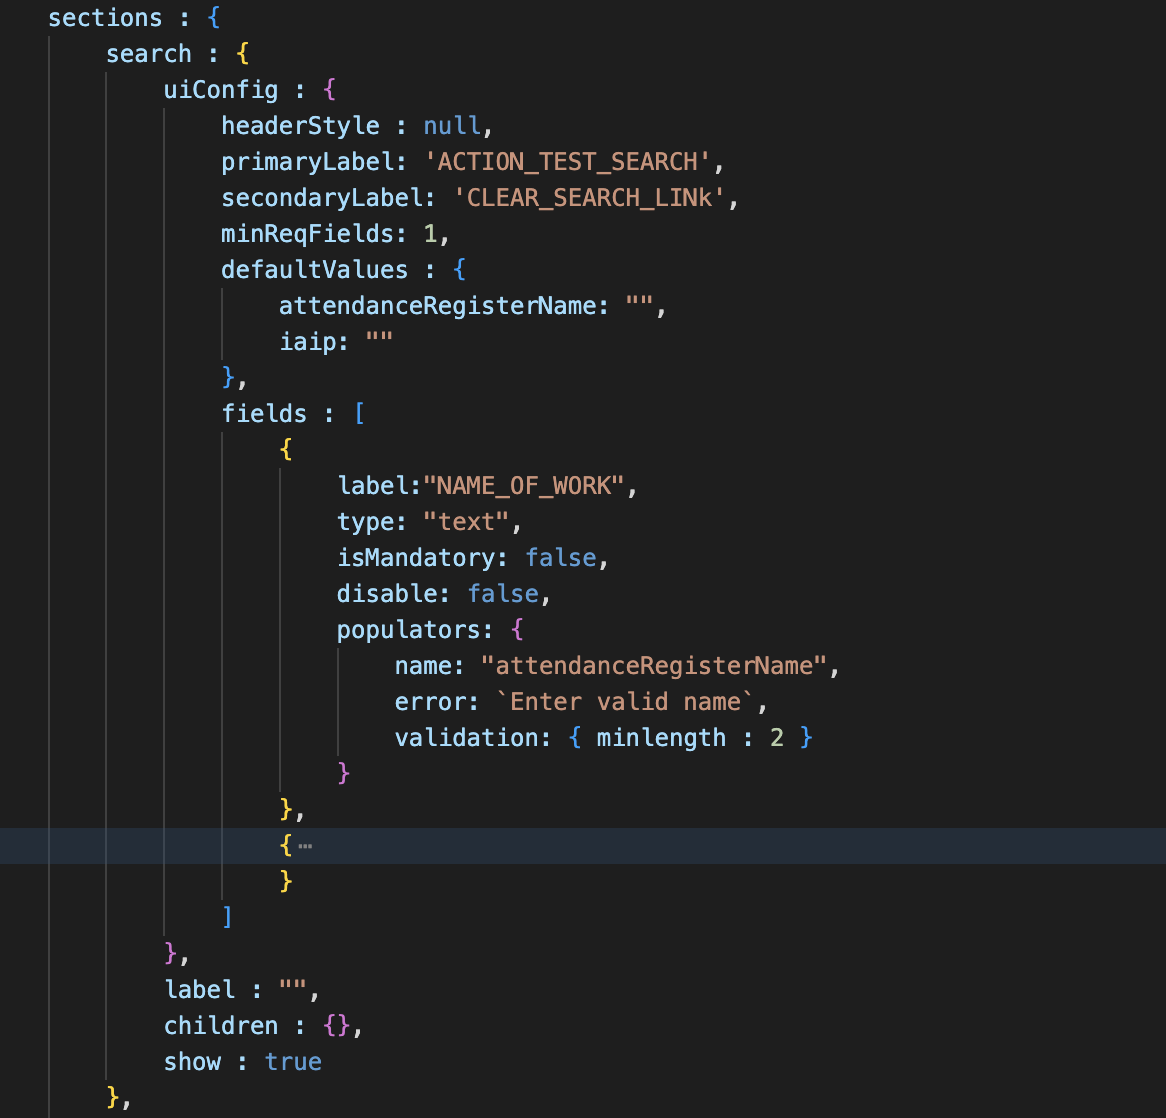 sections : {
search : {
uiConfig : {
headerStyle : null,
primaryLabel: 'ACTION_TEST_SEARCH',
secondaryLabel: 'CLEAR_SEARCH_LINk',
minReqFields: 1,
defaultValues : {
attendanceRegisterName: "",
iaip: ""
},
fields : [
{
label:"NAME_OF_WORK",
type: "text",
isMandatory: false,
disable: false,
populators: {
name: "attendanceRegisterName",
error: `Enter valid name`,
validation: { minlength : 2 }
}
},
{ ⋯
}
]
},
label : "",
children : {},
show : true
},